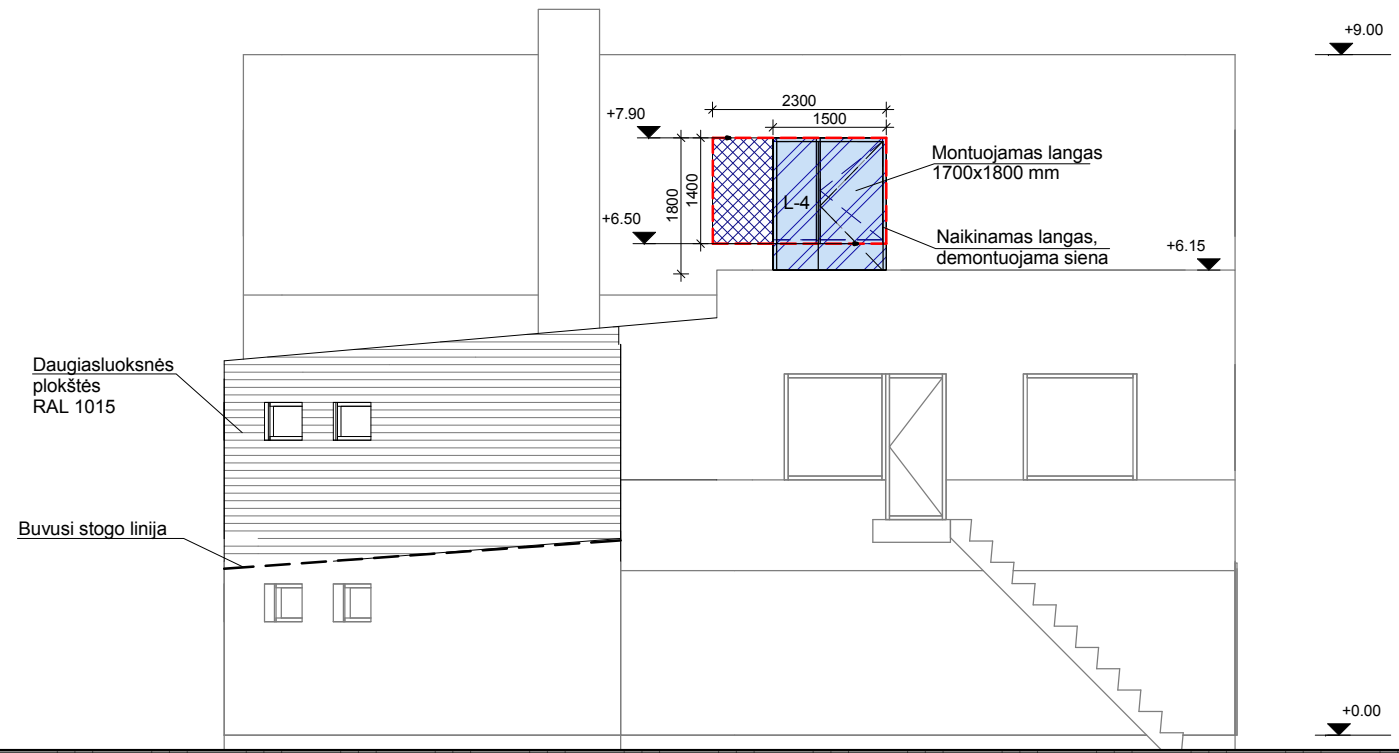 +9.00
2300
+7.90
1500
Montuojamas langas
1700x1800 mm
1800
1400
L-4
+6.50
Naikinamas langas,
demontuojama siena
+6.15
Daugiasluoksnės
plokštės
RAL 1015
Buvusi stogo linija
+0.00